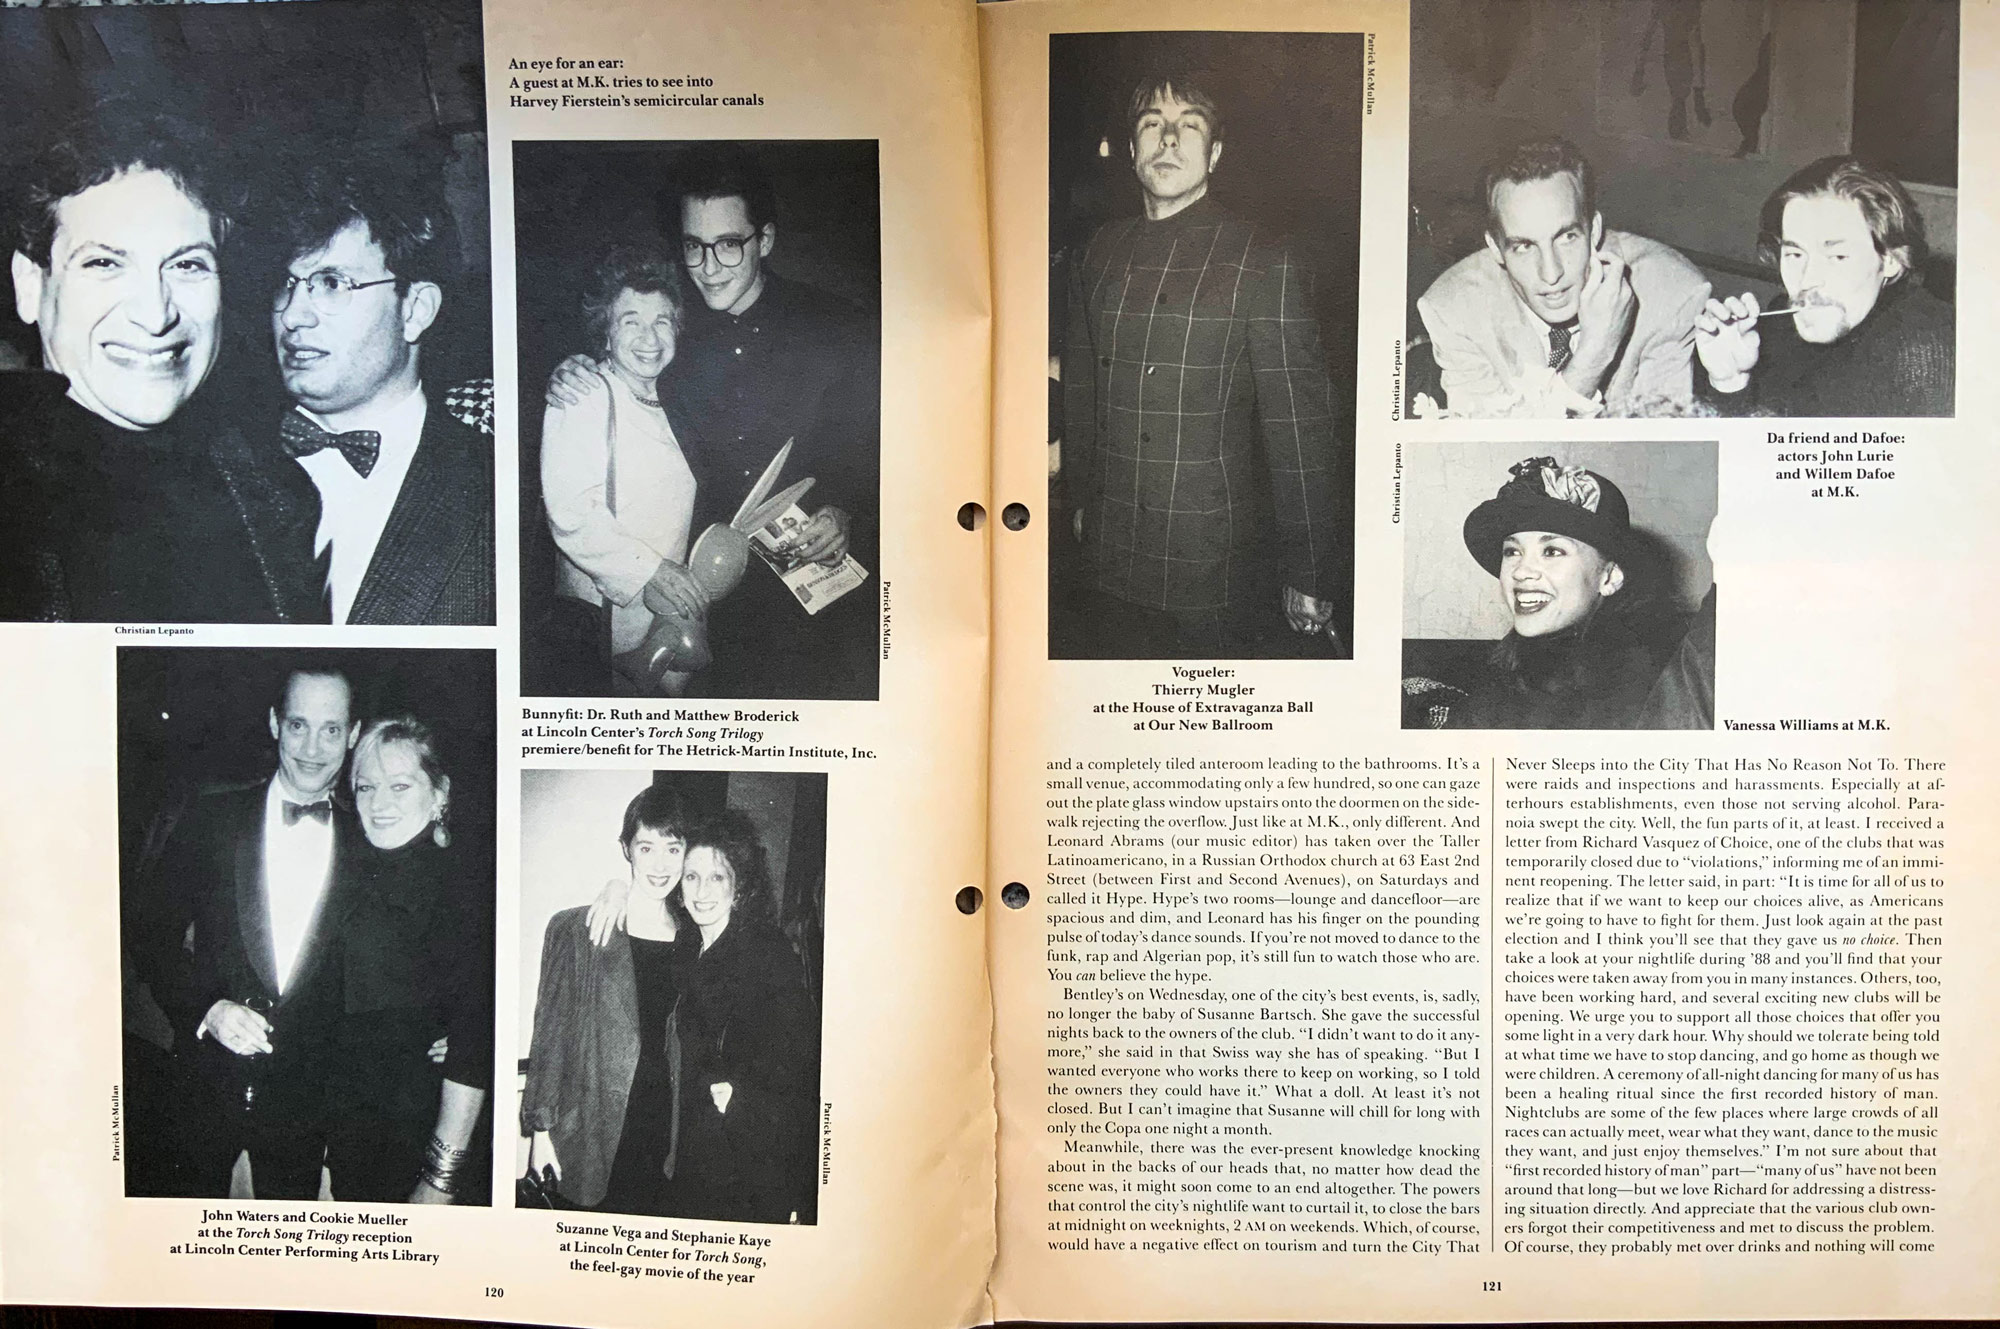 An eye for an ear:
A guest at M.K. tries to see into
Harvey Fierstein's semicircular canals
Christian Lepanto
Patrick McMullan
Bunnyfit: Dr. Ruth and Matthew Broderick
at Lincoln Center's Torch Song Trilogy
premiere/benefit for The Hetrick-Martin Institute, Inc.
Patrick McMullan
John Waters and Cookie Mueller
at the Torch Song Trilogy reception
at Lincoln Center Performing Arts Library
Patrick McMullan
Suzanne Vega and Stephanie Kaye
at Lincoln Center for Torch Song,
the feel-gay movie of the year
120
Patrick McMullan
Vogueler:
Thierry Mugler
at the House of Extravaganza Ball
at Our New Ballroom
Christian Lepanto
Da friend and Dafoe:
actors John Lurie
and Willem Dafoe
at M.K.
Christian Lepanto
Vanessa Williams at M.K.
and a completely tiled anteroom leading to the bathrooms. It's a
small venue, accommodating only a few hundred, so one can gaze
out the plate glass window upstairs onto the doormen on the side-
walk rejecting the overflow. Just like at M.K., only different. And
Leonard Abrams (our music editor) has taken over the Taller
Latinoamericano, in a Russian Orthodox church at 63 East 2nd
Street (between First and Second Avenues), on Saturdays and
called it Hype. Hype's two rooms—lounge and dancefloor—are
spacious and dim, and Leonard has his finger on the pounding
pulse of today's dance sounds. If you're not moved to dance to the
funk, rap and Algerian pop, it's still fun to watch those who are.
You can believe the hype.
Bentley's on Wednesday, one of the city's best events, is, sadly,
no longer the baby of Susanne Bartsch. She gave the successful
nights back to the owners of the club. "I didn't want to do it any-
more," she said in that Swiss way she has of speaking. "But I
wanted everyone who works there to keep on working, so I told
the owners they could have it." What a doll. At least it's not
closed. But I can't imagine that Susanne will chill for long with
only the Copa one night a month.
Meanwhile, there was the ever-present knowledge knocking
about in the backs of our heads that, no matter how dead the
scene was, it might soon come to an end altogether. The powers
that control the city's nightlife want to curtail it, to close the bars
at midnight on weeknights, 2 AM on weekends. Which, of course,
would have a negative effect on tourism and turn the City That
Never Sleeps into the City That Has No Reason Not To. There
were raids and inspections and harassments. Especially at af-
terhours establishments, even those not serving alcohol. Para-
noia swept the city. Well, the fun parts of it, at least. I received a
letter from Richard Vasquez of Choice, one of the clubs that was
temporarily closed due to "violations," informing me of an immi-
nent reopening. The letter said, in part: "It is time for all of us to
realize that if we want to keep our choices alive, as Americans
we're going to have to fight for them. Just look again at the past
election and I think you'll see that they gave us no choice. Then
take a look at your nightlife during '88 and you'll find that your
choices were taken away from you in many instances. Others, too,
have been working hard, and several exciting new clubs will be
opening. We urge you to support all those choices that offer you
some light in a very dark hour. Why should we tolerate being told
at what time we have to stop dancing, and go home as though we
were children. A ceremony of all-night dancing for many of us has
been a healing ritual since the first recorded history of man.
Nightclubs are some of the few places where large crowds of all
races can actually meet, wear what they want, dance to the music
they want, and just enjoy themselves." I'm not sure about that
"first recorded history of man" part—"many of us" have not been
around that long—but we love Richard for addressing a distress-
ing situation directly. And appreciate that the various club own-
ers forgot their competitiveness and met to discuss the problem.
Of course, they probably met over drinks and nothing will come
121